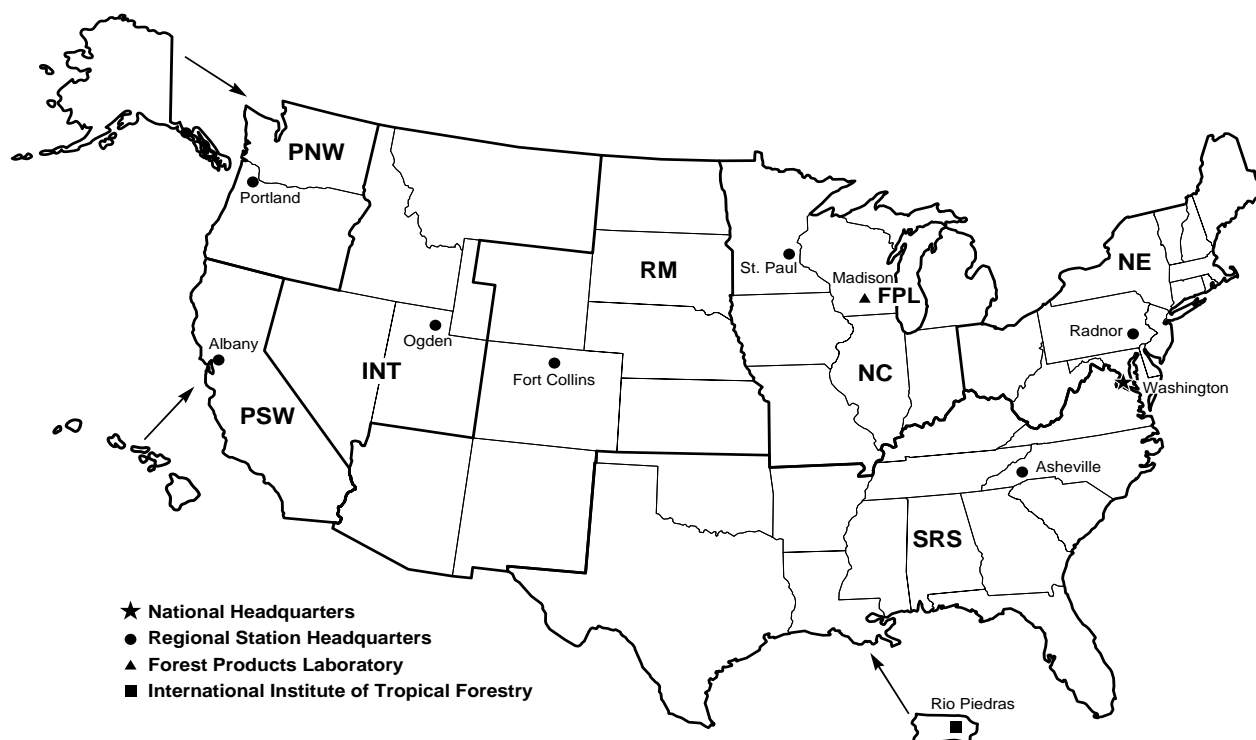 PNW
Portland
RM
St. Paul
Madison
FPL
NE
Radnor
Albany
Ogden
INT
Fort Collins
NC
Washington
PSW
Asheville
SRS
National Headquarters
Regional Station Headquarters
Forest Products Laboratory
International Institute of Tropical Forestry
Rio Piedras